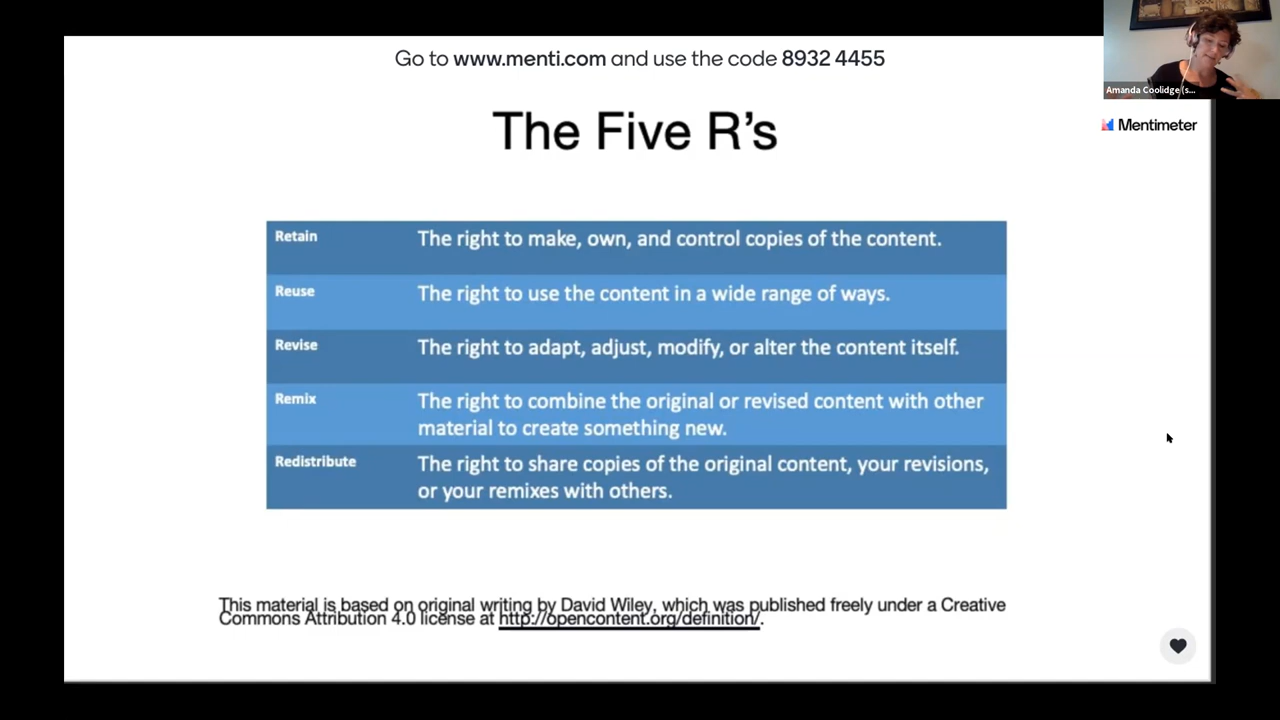 Go to www.menti.com and use the code 8932 4455
Amanda Coolidge (s...
Mentimeter
The Five R's
Retain The right to make, own, and control copies of the content.
Reuse The right to use the content in a wide range of ways.
Revise The right to adapt, adjust, modify, or alter the content itself.
Remix The right to combine the original or revised content with other
material to create something new.
Redistribute The right to share copies of the original content, your revisions,
or your remixes with others.
This material is based on original writing by David Wiley, which was published freely under a Creative
Commons Attribution 4.0 license at http://opencontent.org/definition/.